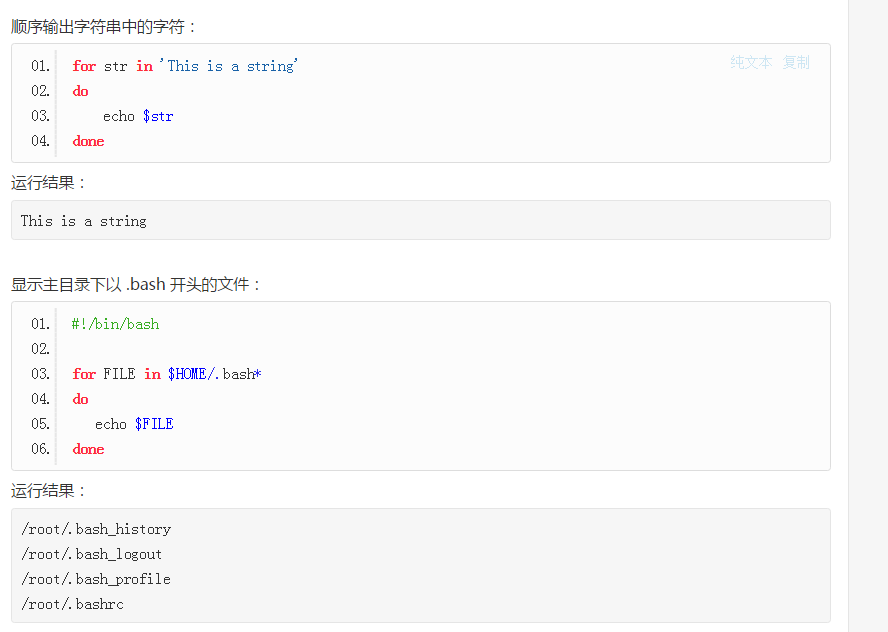 顺序输出字符串中的字符：
纯文本 复制
01. for str in 'This is a string'
02. do
03.     echo $str
04. done
运行结果：
This is a string
显示主目录下以 .bash 开头的文件：
01. #!/bin/bash
02.
03. for FILE in $HOME/.bash*
04. do
05.    echo $FILE
06. done
运行结果：
/root/.bash_history
/root/.bash_logout
/root/.bash_profile
/root/.bashrc